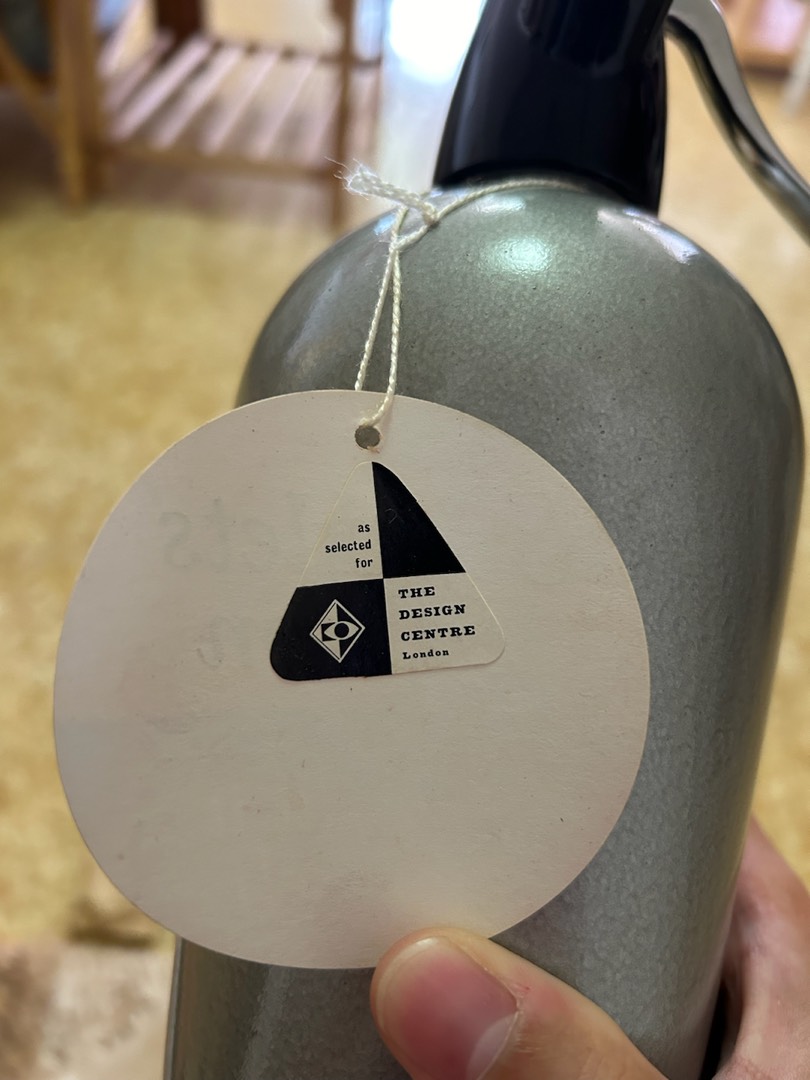 as
selected
for
THE
DESIGN
CENTRE
London